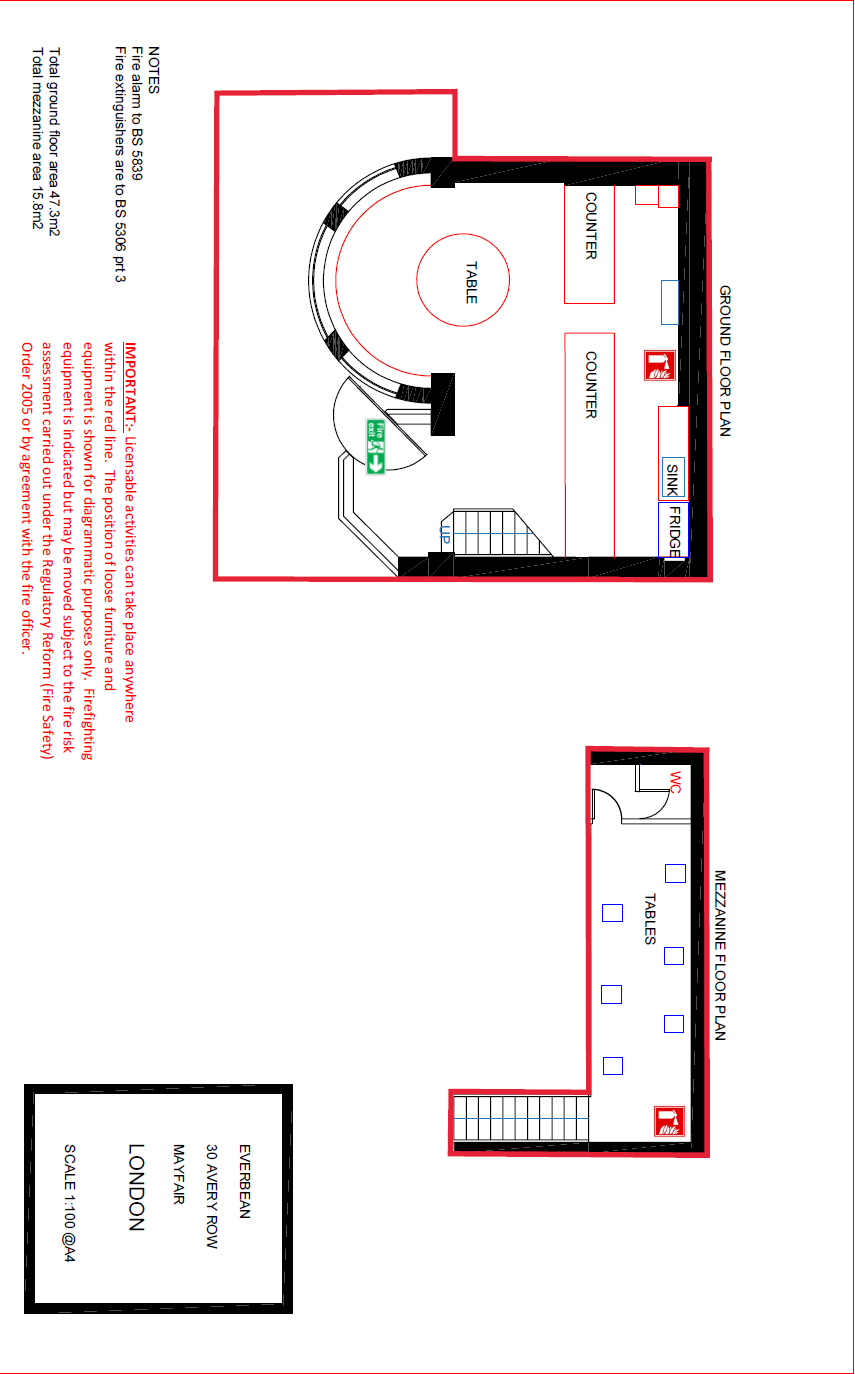 GROUND FLOOR PLAN
COUNTER
COUNTER
TABLE
SINK
FRIDGE
UP
Fire
exit
MEZZANINE FLOOR PLAN
WC
TABLES
NOTES
Fire alarm to BS 5839
Fire extinguishers are to BS 5306 prt 3
Total ground floor area 47.3m2
Total mezzanine area 15.8m2
IMPORTANT:- Licensable activities can take place anywhere
within the red line. The position of loose furniture and
equipment is shown for diagrammatic purposes only. Firefighting
equipment is indicated but may be moved subject to the fire risk
assessment carried out under the Regulatory Reform (Fire Safety)
Order 2005 or by agreement with the fire officer.
EVERBEAN
30 AVERY ROW
MAYFAIR
LONDON
SCALE 1:100 @A4